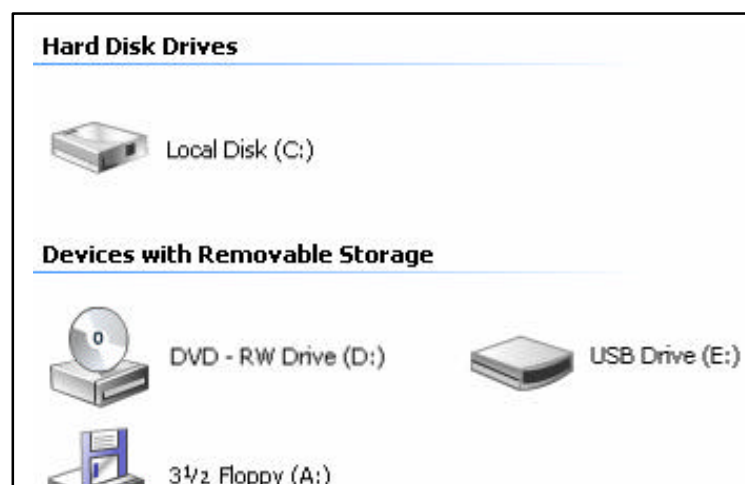 Hard Disk Drives
Local Disk (C:)
Devices with Removable Storage
DVD - RW Drive (D:)
USB Drive (E:)
3½ Floppy (A:)